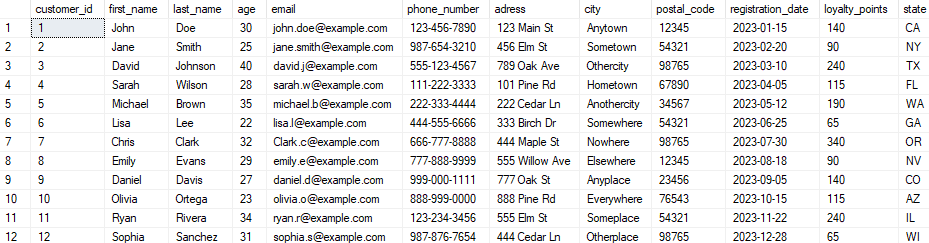 customer_id first_name last_name age email phone_number adress city postal_code registration_date loyalty_points state
1 1 John Doe 30 john.doe@example.com 123-456-7890 123 Main St Anytown 12345 2023-01-15 140 CA
2 2 Jane Smith 25 jane.smith@example.com 987-654-3210 456 Elm St Sometown 54321 2023-02-20 90 NY
3 3 David Johnson 40 david.j@example.com 555-123-4567 789 Oak Ave Othercity 98765 2023-03-10 240 TX
4 4 Sarah Wilson 28 sarah.w@example.com 111-222-3333 101 Pine Rd Hometown 67890 2023-04-05 115 FL
5 5 Michael Brown 35 michael.b@example.com 222-333-4444 222 Cedar Ln Anothercity 34567 2023-05-12 190 WA
6 6 Lisa Lee 22 lisa.l@example.com 444-555-6666 333 Birch Dr Somewhere 54321 2023-06-25 65 GA
7 7 Chris Clark 32 Clark.c@example.com 666-777-8888 444 Maple St Nowhere 98765 2023-07-30 340 OR
8 8 Emily Evans 29 emily.e@example.com 777-888-9999 555 Willow Ave Elsewhere 12345 2023-08-18 90 NV
9 9 Daniel Davis 27 daniel.d@example.com 999-000-1111 777 Oak St Anyplace 23456 2023-09-05 140 CO
10 10 Olivia Ortega 23 olivia.o@example.com 888-999-0000 888 Pine Rd Everywhere 76543 2023-10-15 115 AZ
11 11 Ryan Rivera 34 ryan.r@example.com 123-234-3456 555 Elm St Someplace 54321 2023-11-22 240 IL
12 12 Sophia Sanchez 31 sophia.s@example.com 987-876-7654 444 Cedar Ln Otherplace 98765 2023-12-28 65 WI